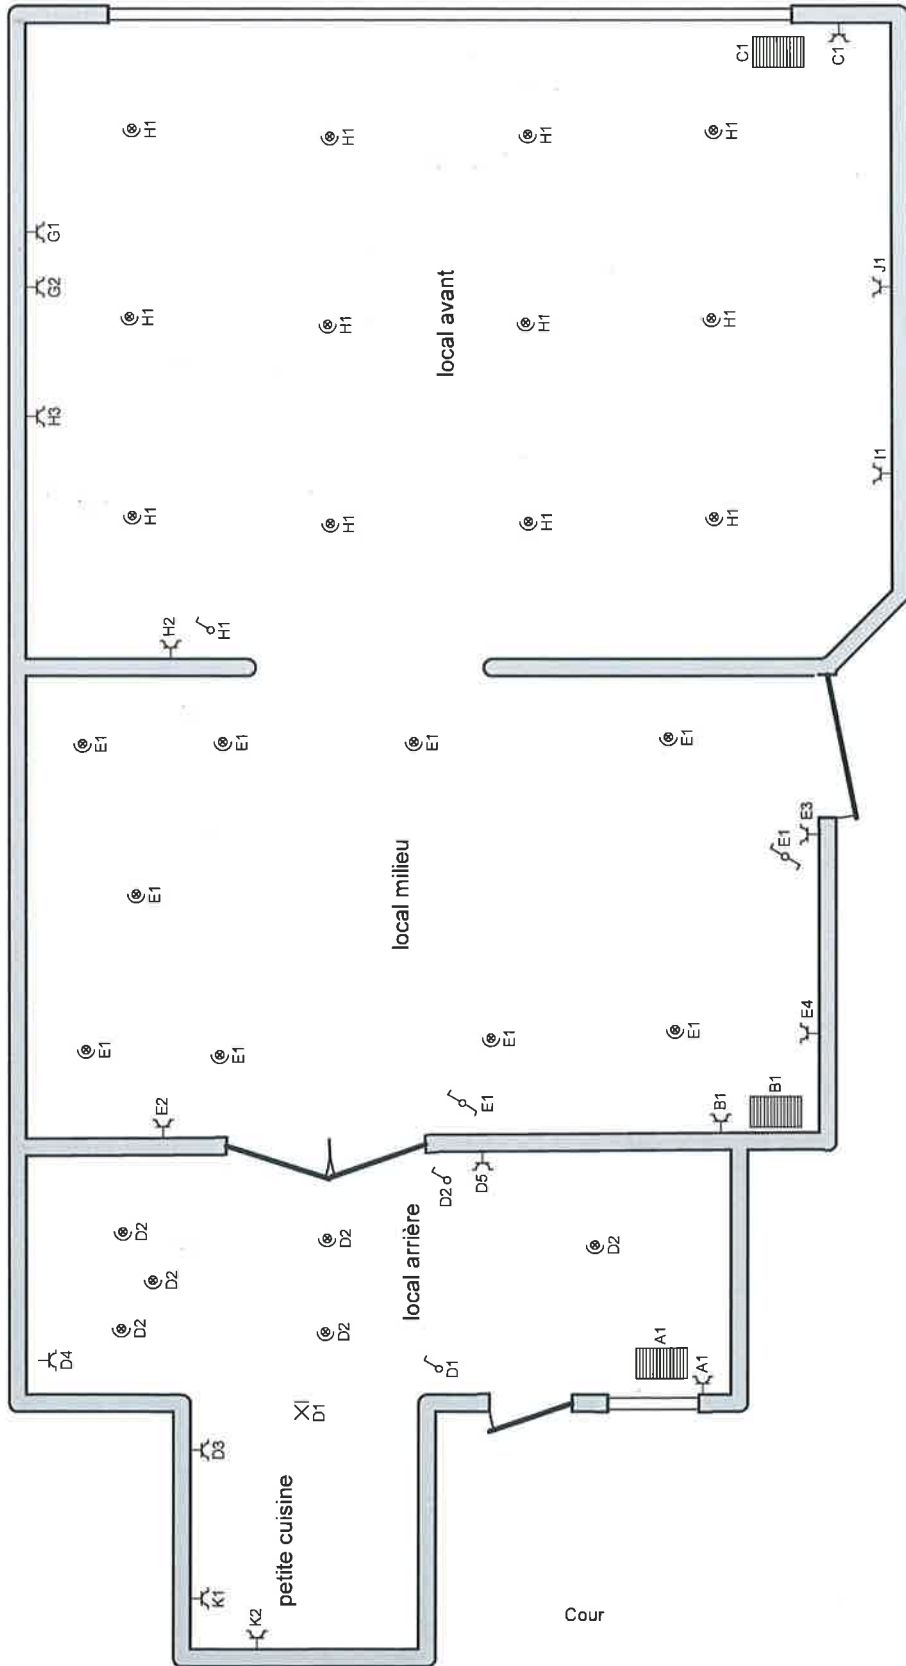 C1
C1
H1
H1
H1
H1
G1
G2
J1
H1
H1
H1
H1
local avant
H3
I1
H1
H1
H1
H1
H2
H1
E1
E1
E1
E1
E3
E1
local milieu
E1
E4
E1
E1
E1
E1
E1
E2
B1
B1
D2
D5
D2
D2
D2
D2
local arrière
D2
D2
D4
D1
A1
A1
D1
D3
petite cuisine
K1
K2
Cour